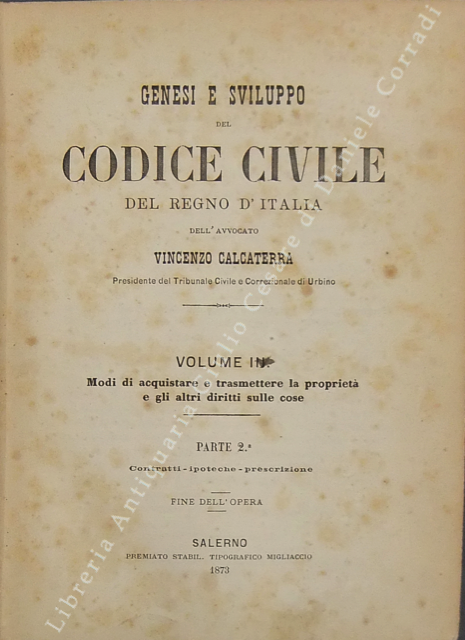 GENESI E SVILUPPO
DEL
CODICE CIVILE
DEL REGNO D'ITALIA
DELL'AVVOCATO
VINCENZO CALCATERRA
Presidente del Tribunale Civile e Correzionale di Urbino
VOLUME
Modi di acquistare e trasmettere la proprietà
e gli altri diritti sulle cose
PARTE 2.ª
Contratti-ipoteche-prescrizione
FINE DELL'OPERA
SALERNO
PREMIATO STABIL. TIPOGRAFICO MIGLIACCIO
1873
Libreria Antiquaria Giulio Cesare di Daniele Corradi